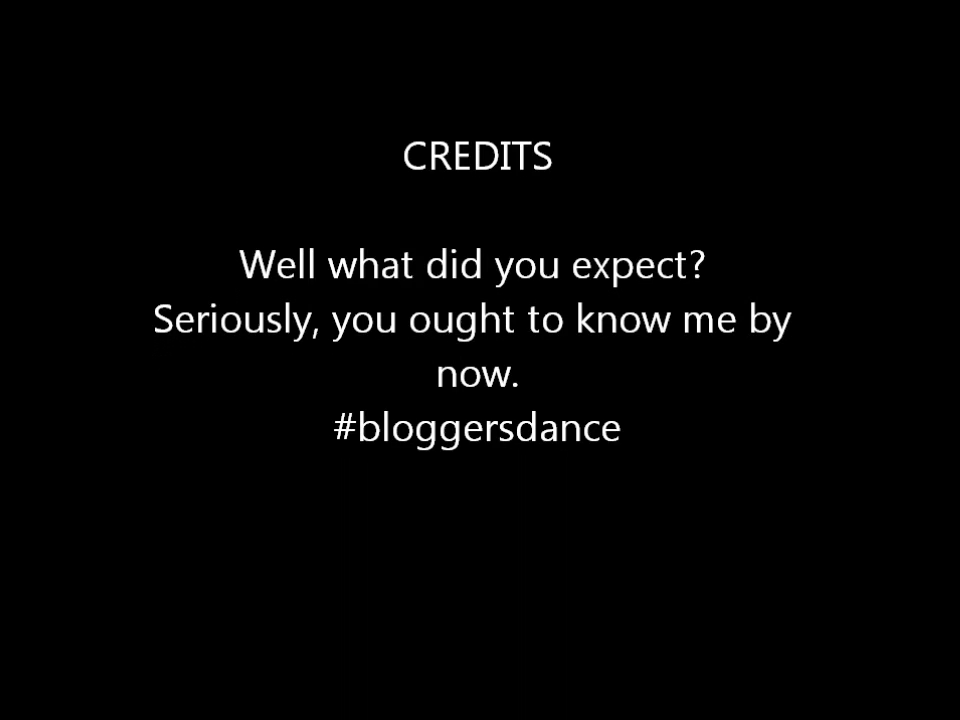 CREDITS
Well what did you expect?
Seriously, you ought to know me by
now.
#bloggersdance